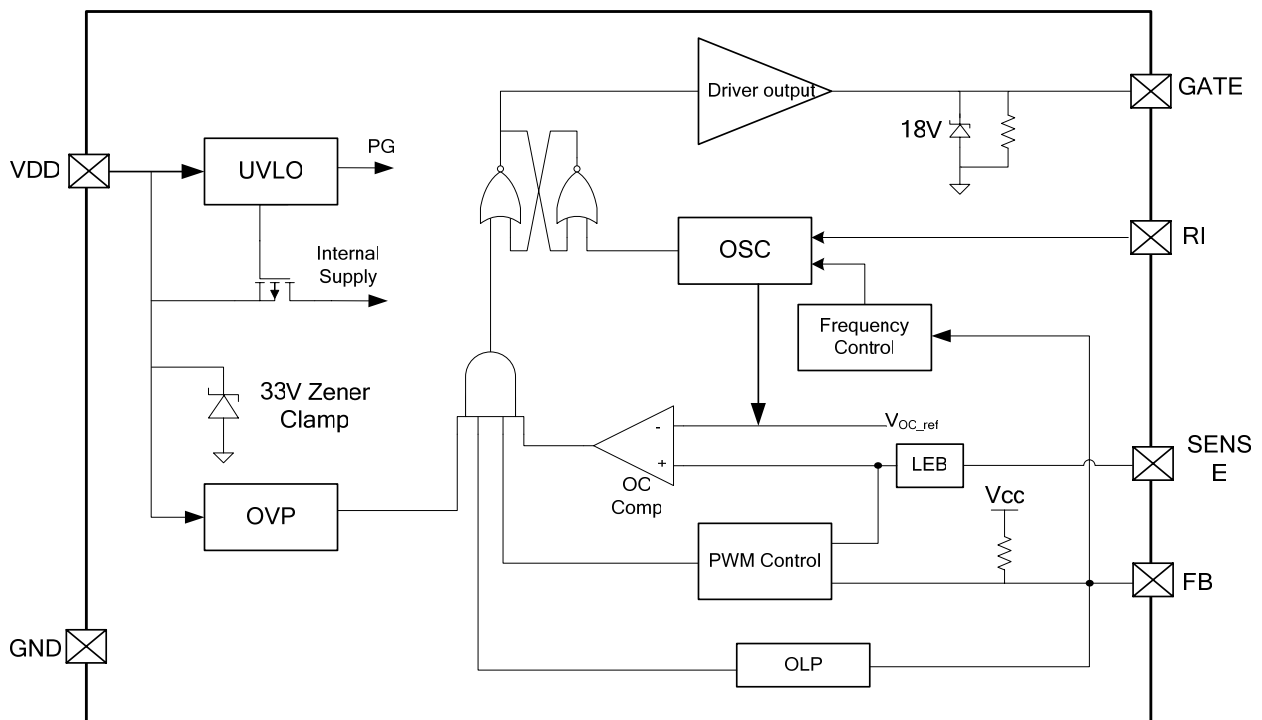 GATE
Driver output
18V
PG
UVLO
VDD
RI
OSC
Internal
Supply
Frequency
Control
33V Zener
Clamp
VOC_ref
-
+
OC
Comp
LEB
SENS
E
Vcc
OVP
PWM Control
FB
GND
OLP